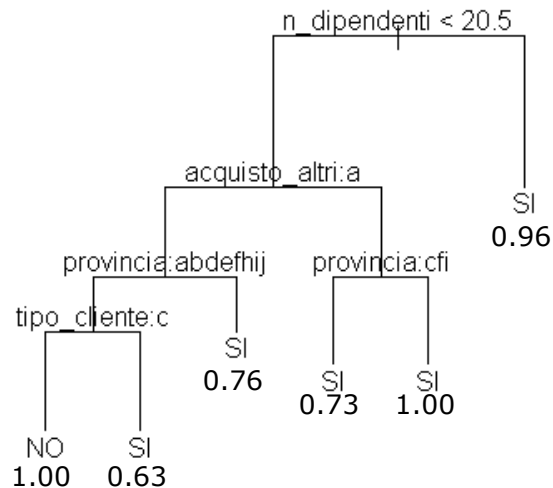 n_dipendenti < 20.5
acquisto_altri:a
SI
0.96
provincia:abdefhij
provincia:cfi
tipo_cliente:c
SI
0.76
SI
SI
0.73
1.00
NO
SI
1.00
0.63